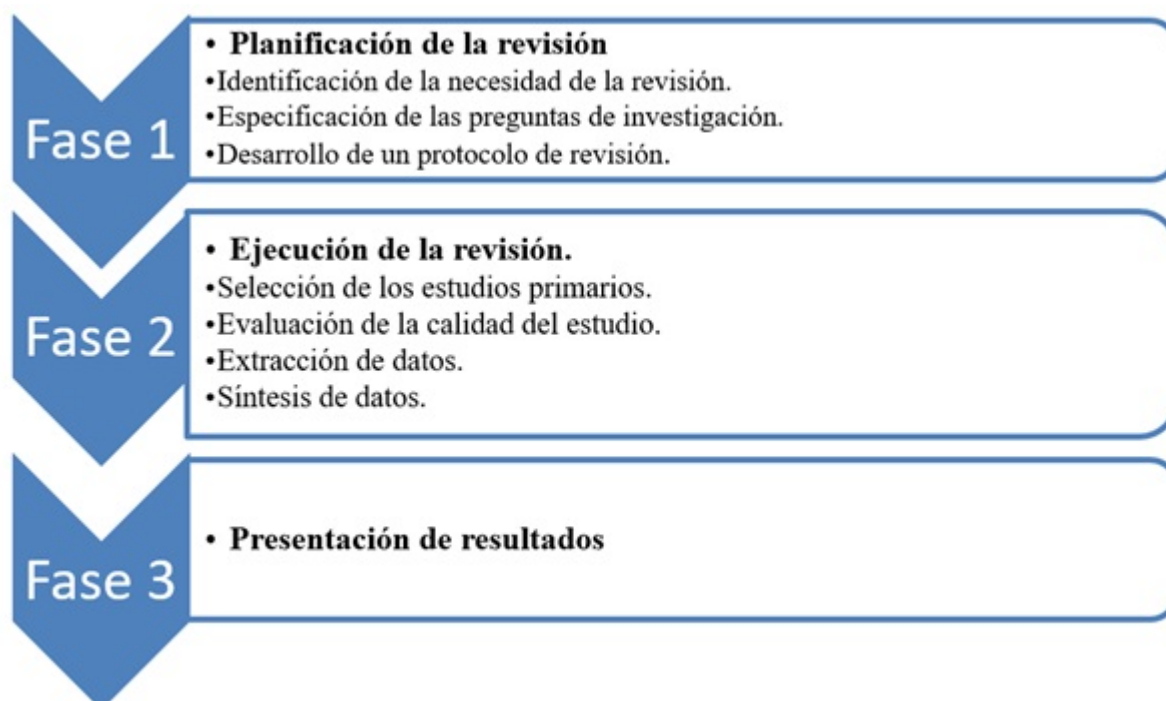 Fase 1
• Planificación de la revisión
•Identificación de la necesidad de la revisión.
•Especificación de las preguntas de investigación.
•Desarrollo de un protocolo de revisión.
Fase 2
• Ejecución de la revisión.
•Selección de los estudios primarios.
•Evaluación de la calidad del estudio.
•Extracción de datos.
•Síntesis de datos.
Fase 3
• Presentación de resultados